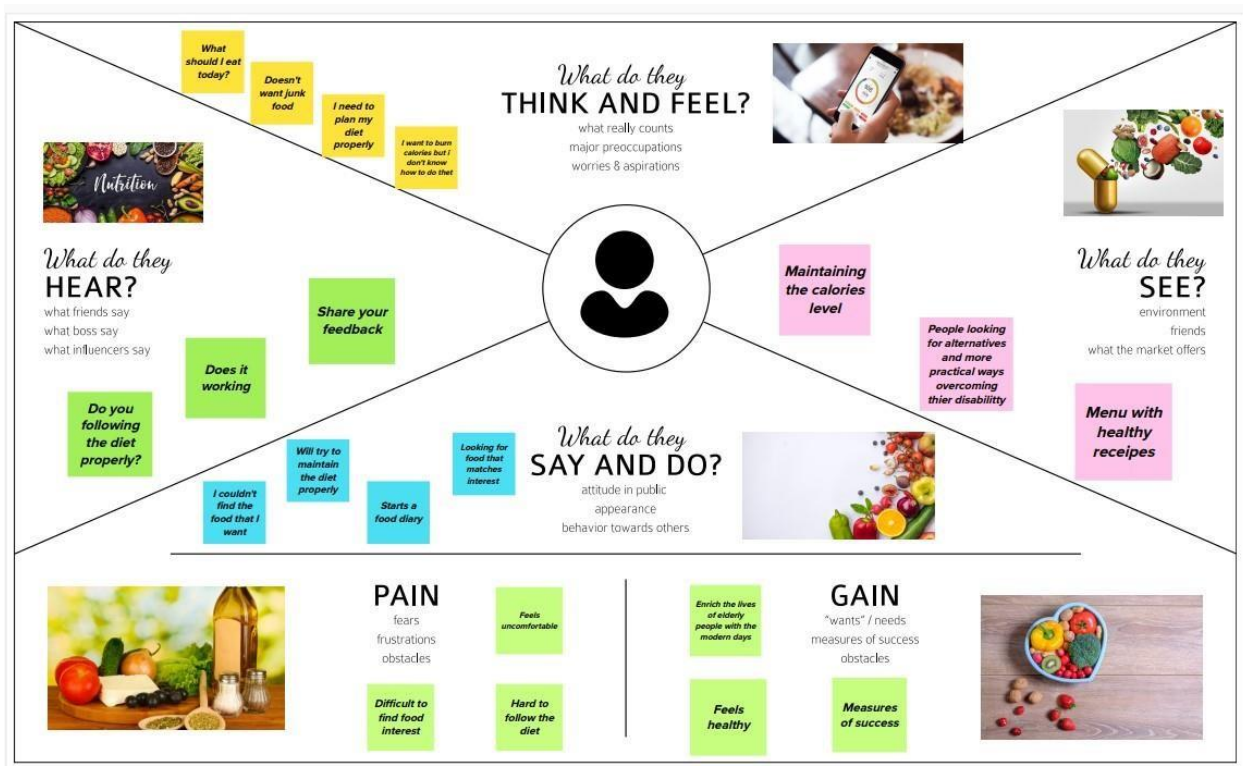 What
should I eat
today?
Doesn't
want junk
food
I need to
plan my
diet
properly
I want to burn
calories but i
don't know
how to do thet
What do they
THINK AND FEEL?
what really counts
major preoccupations
worries & aspirations
Nutrition
What do they
HEAR?
what friends say
what boss say
what influencers say
Share your
feedback
Does it
working
Do you
following
the diet
properly?
What do they
SEE?
environment
friends
what the market offers
Maintaining
the calories
level
People looking
for alternatives
and more
practical ways
overcoming
thier disabilitty
Menu with
healthy
receipes
What do they
SAY AND DO?
attitude in public
appearance
behavior towards others
I couldn't
find the
food that I
want
Will try to
maintain
the diet
properly
Starts a
food diary
Looking for
food that
matches
interest
PAIN
fears
frustrations
obstacles
Feels
uncomfortable
Difficult to
find food
interest
Hard to
follow the
diet
GAIN
"wants" / needs
measures of success
obstacles
Enrich the lives
of elderly
people with the
modern days
Feels
healthy
Measures
of success